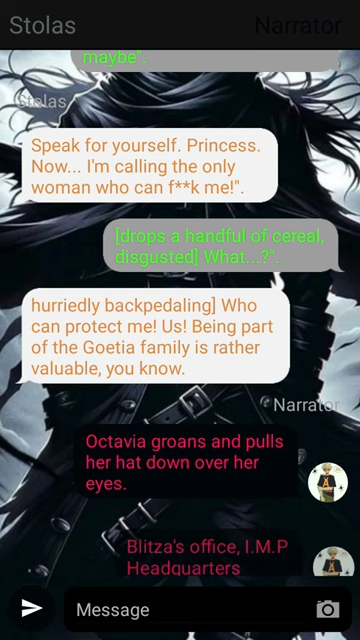 Stolas
Narrator
maybe".
Stolas
Speak for yourself. Princess.
Now... I'm calling the only
woman who can f**k me!".
[drops a handful of cereal,
disgusted] What...?".
hurriedly backpedaling] Who
can protect me! Us! Being part
of the Goetia family is rather
valuable, you know.
Narrator
Octavia groans and pulls
her hat down over her
eyes.
Blitza's office, I.M.P
Headquarters
Message